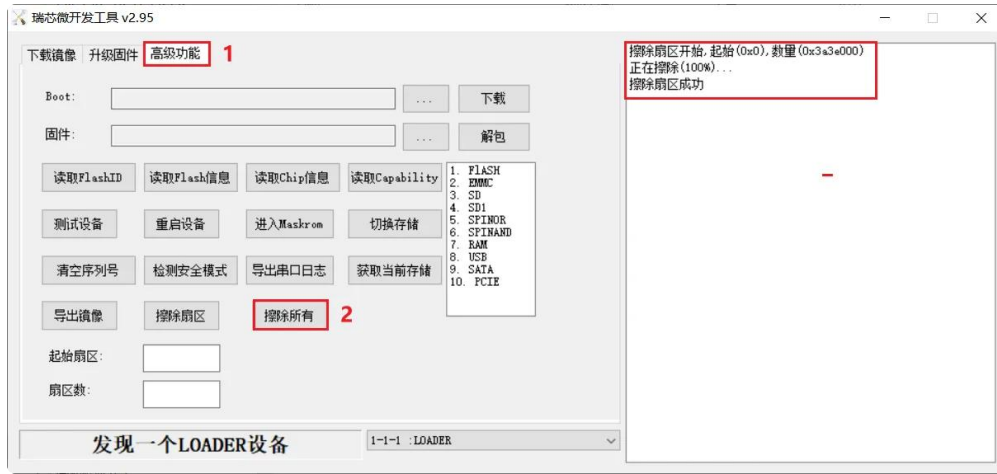 瑞芯微开发工具 v2.95
下载镜像 升级固件 高级功能 1
Boot: ... 下载
固件: ... 解包
读取FlashID 读取Flash信息 读取Chip信息 读取Capability
测试设备 重启设备 进入Maskrom 切换存储
清空序列号 检测安全模式 导出串口日志 获取当前存储
导出镜像 擦除扇区 擦除所有 2
1. FLASH
2. EMMC
3. SD
4. SD1
5. SPINOR
6. SPINAND
7. RAM
8. USB
9. SATA
10. PCIE
起始扇区:
扇区数:
发现一个LOADER设备 1-1-1 :LOADER
擦除扇区开始,起始(0x0),数量(0x3a3e000)
正在擦除(100%)...
擦除扇区成功